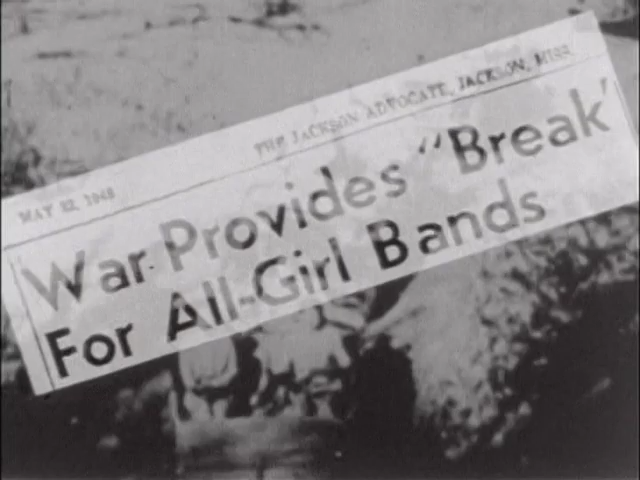 MAY 22, 1943
THE JACKSON ADVOCATE, JACKSON, MISS.
War Provides "Break"
For All-Girl Bands